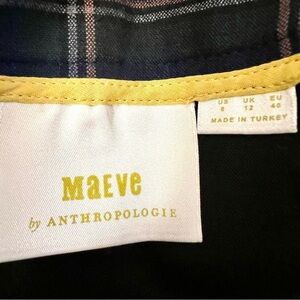 MAEVE
by ANTHROPOLOGIE
US UK EU
8 12 40
MADE IN TURKEY